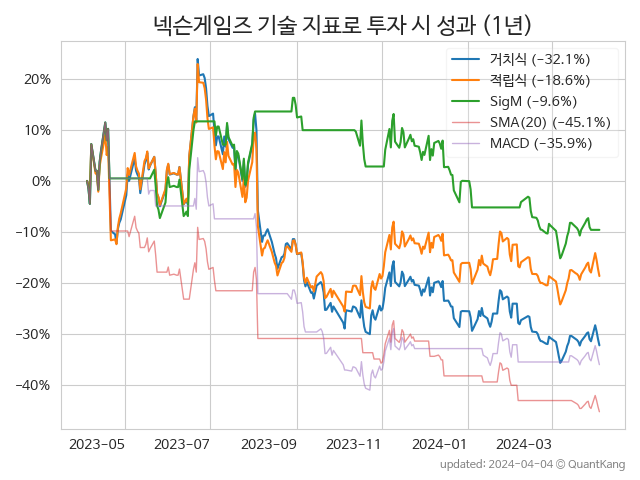 넥슨게임즈 기술 지표로 투자 시 성과 (1년)
거치식 (−32.1%)
적립식 (−18.6%)
SigM (−9.6%)
SMA(20) (−45.1%)
MACD (−35.9%)
20%
10%
0%
−10%
−20%
−30%
−40%
2023-05 2023-07 2023-09 2023-11 2024-01 2024-03
updated: 2024-04-04 © QuantKang